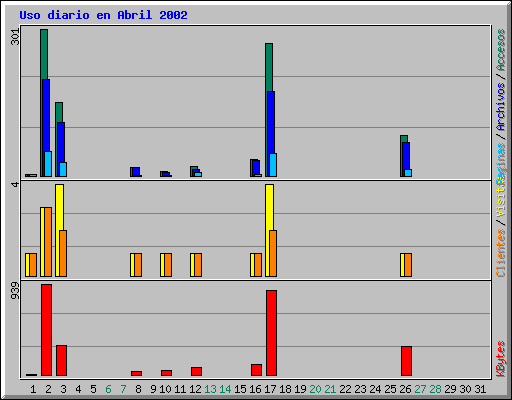 Uso diario en Abril 2002
301
4
939
Accesos / Archivos / Paginas
Visitas / Clientes
KBytes
1 2 3 4 5 6 7 8 9 10 11 12 13 14 15 16 17 18 19 20 21 22 23 24 25 26 27 28 29 30 31